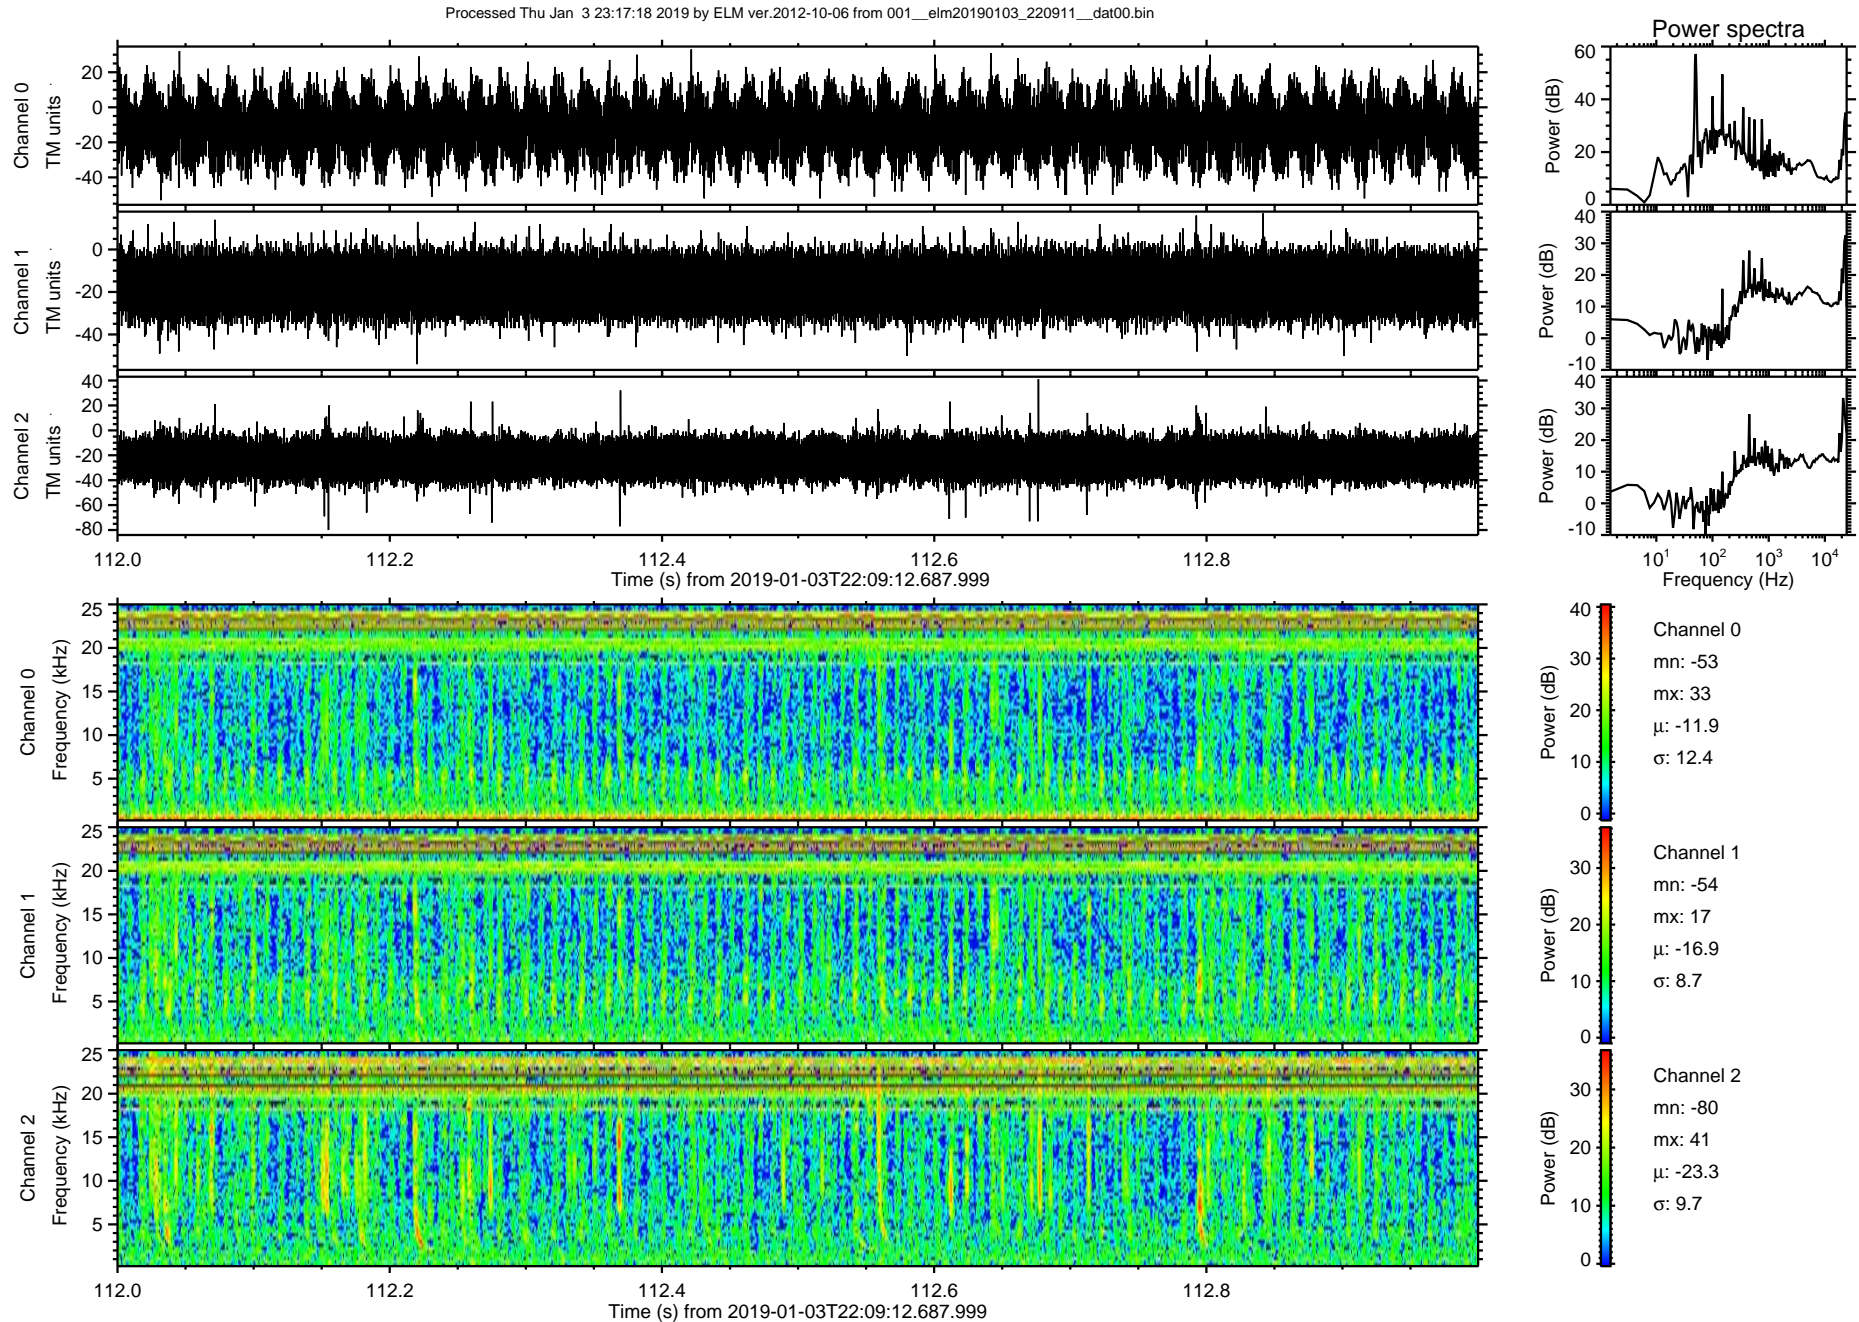 Processed Thu Jan  3 23:17:18 2019 by ELM ver.2012-10-06 from 001__elm20190103_220911__dat00.bin
Power spectra
Channel 0
TM units
20
0
-20
-40
Power (dB)
60
40
20
0
Channel 1
TM units
0
-20
-40
Power (dB)
40
30
20
10
0
-10
Channel 2
TM units
40
20
0
-20
-40
-60
-80
Power (dB)
40
30
20
10
0
-10
112.0 112.2 112.4 112.6 112.8
Time (s) from 2019-01-03T22:09:12.687.999
10¹ 10² 10³ 10⁴
Frequency (Hz)
Channel 0
Frequency (kHz)
25
20
15
10
5
Power (dB)
40
30
20
10
0
Channel 0
mn: -53
mx: 33
μ: -11.9
σ: 12.4
Channel 1
Frequency (kHz)
25
20
15
10
5
Power (dB)
30
20
10
0
Channel 1
mn: -54
mx: 17
μ: -16.9
σ: 8.7
Channel 2
Frequency (kHz)
25
20
15
10
5
Power (dB)
30
20
10
0
Channel 2
mn: -80
mx: 41
μ: -23.3
σ: 9.7
112.0 112.2 112.4 112.6 112.8
Time (s) from 2019-01-03T22:09:12.687.999